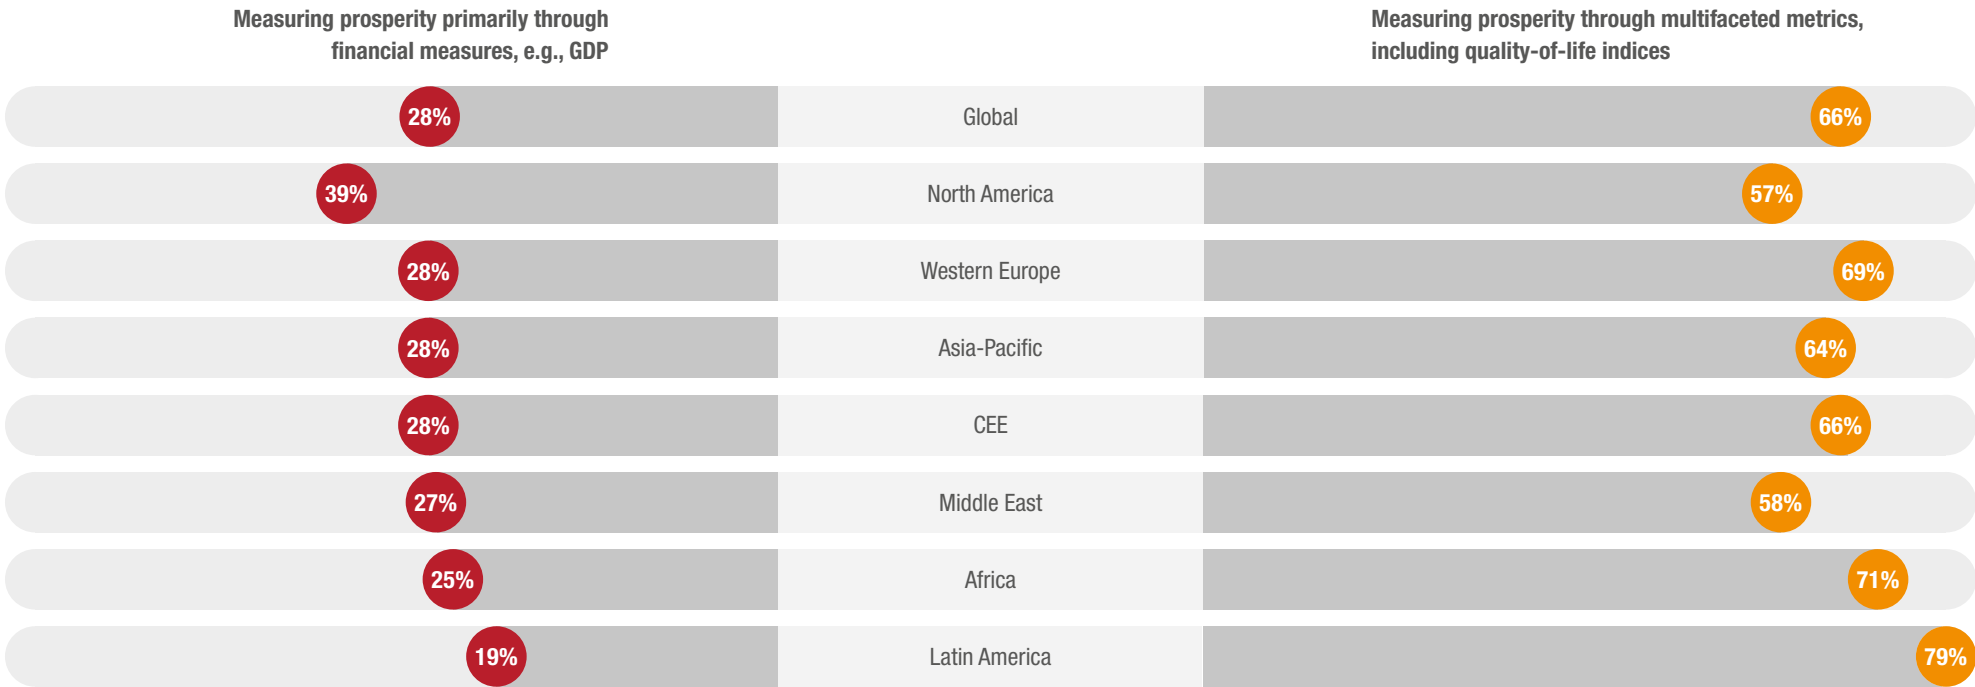 Measuring prosperity primarily through
financial measures, e.g., GDP
Measuring prosperity through multifaceted metrics,
including quality-of-life indices
28% Global 66%
39% North America 57%
28% Western Europe 69%
28% Asia-Pacific 64%
28% CEE 66%
27% Middle East 58%
25% Africa 71%
19% Latin America 79%